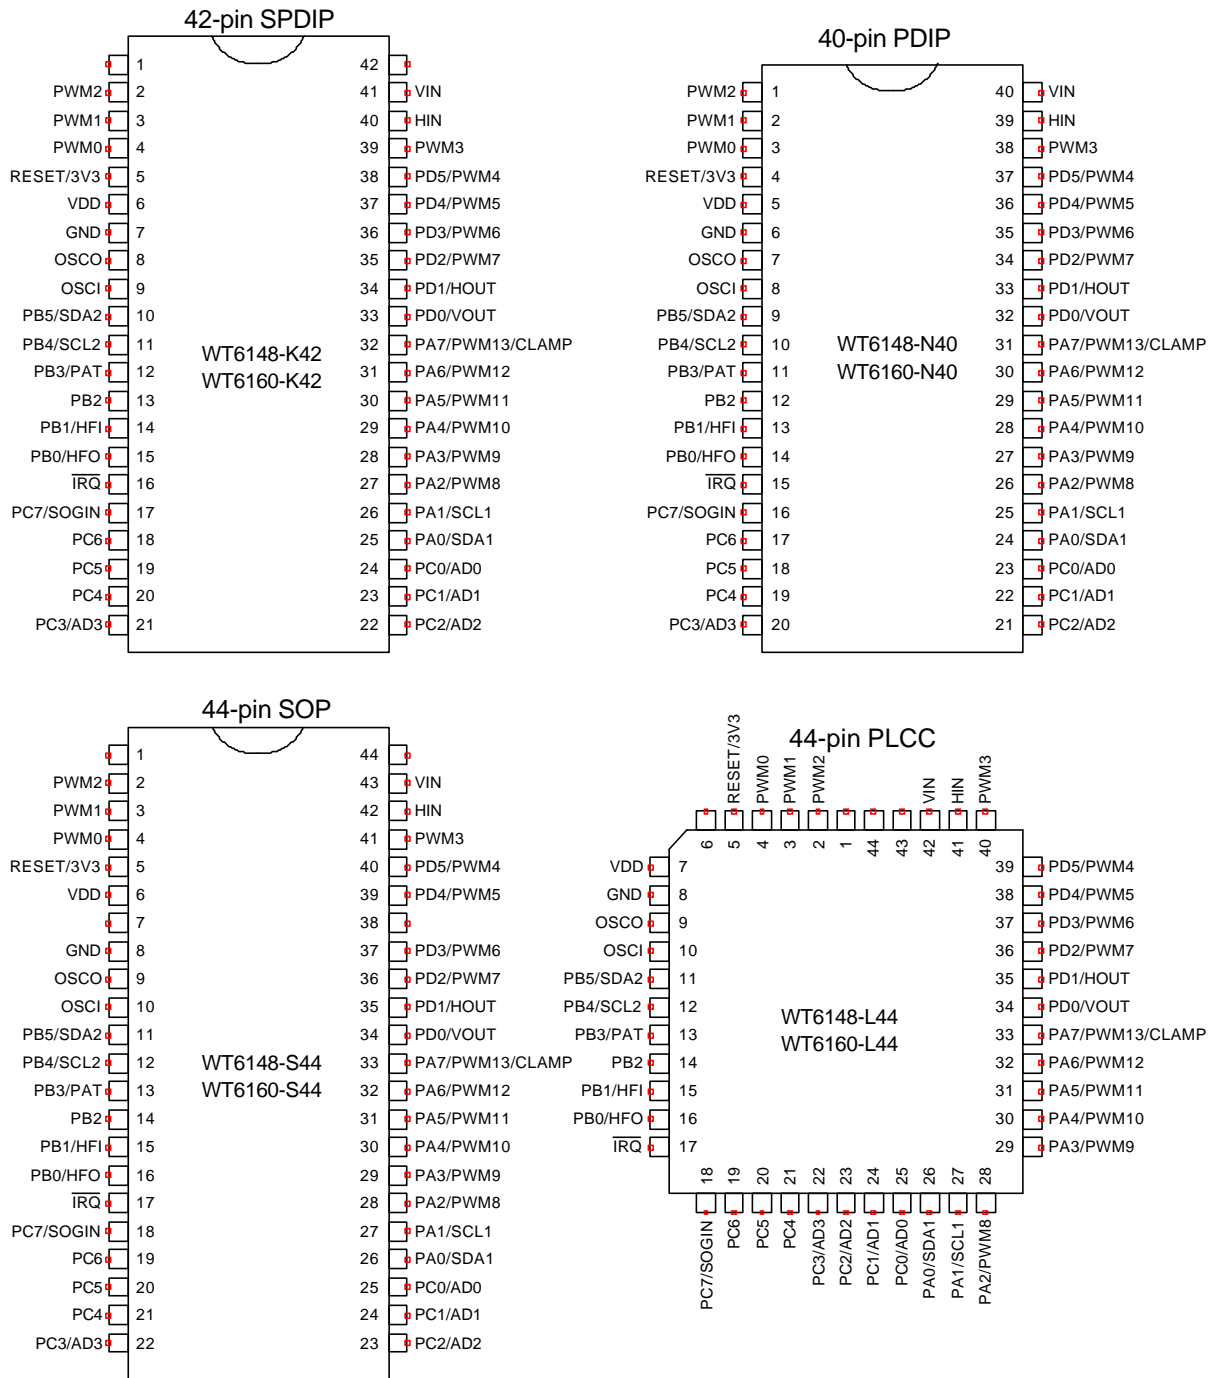 42-pin SPDIP
1 42
PWM2 2 41 VIN
PWM1 3 40 HIN
PWM0 4 39 PWM3
RESET/3V3 5 38 PD5/PWM4
VDD 6 37 PD4/PWM5
GND 7 36 PD3/PWM6
OSCO 8 35 PD2/PWM7
OSCI 9 34 PD1/HOUT
PB5/SDA2 10 33 PD0/VOUT
PB4/SCL2 11 32 PA7/PWM13/CLAMP
PB3/PAT 12 31 PA6/PWM12
PB2 13 30 PA5/PWM11
PB1/HFI 14 29 PA4/PWM10
PB0/HFO 15 28 PA3/PWM9
IRQ 16 27 PA2/PWM8
PC7/SOGIN 17 26 PA1/SCL1
PC6 18 25 PA0/SDA1
PC5 19 24 PC0/AD0
PC4 20 23 PC1/AD1
PC3/AD3 21 22 PC2/AD2
WT6148-K42
WT6160-K42
40-pin PDIP
PWM2 1 40 VIN
PWM1 2 39 HIN
PWM0 3 38 PWM3
RESET/3V3 4 37 PD5/PWM4
VDD 5 36 PD4/PWM5
GND 6 35 PD3/PWM6
OSCO 7 34 PD2/PWM7
OSCI 8 33 PD1/HOUT
PB5/SDA2 9 32 PD0/VOUT
PB4/SCL2 10 31 PA7/PWM13/CLAMP
PB3/PAT 11 30 PA6/PWM12
PB2 12 29 PA5/PWM11
PB1/HFI 13 28 PA4/PWM10
PB0/HFO 14 27 PA3/PWM9
IRQ 15 26 PA2/PWM8
PC7/SOGIN 16 25 PA1/SCL1
PC6 17 24 PA0/SDA1
PC5 18 23 PC0/AD0
PC4 19 22 PC1/AD1
PC3/AD3 20 21 PC2/AD2
WT6148-N40
WT6160-N40
44-pin SOP
1 44
PWM2 2 43 VIN
PWM1 3 42 HIN
PWM0 4 41 PWM3
RESET/3V3 5 40 PD5/PWM4
VDD 6 39 PD4/PWM5
7 38
GND 8 37 PD3/PWM6
OSCO 9 36 PD2/PWM7
OSCI 10 35 PD1/HOUT
PB5/SDA2 11 34 PD0/VOUT
PB4/SCL2 12 33 PA7/PWM13/CLAMP
PB3/PAT 13 32 PA6/PWM12
PB2 14 31 PA5/PWM11
PB1/HFI 15 30 PA4/PWM10
PB0/HFO 16 29 PA3/PWM9
IRQ 17 28 PA2/PWM8
PC7/SOGIN 18 27 PA1/SCL1
PC6 19 26 PA0/SDA1
PC5 20 25 PC0/AD0
PC4 21 24 PC1/AD1
PC3/AD3 22 23 PC2/AD2
WT6148-S44
WT6160-S44
44-pin PLCC
RESET/3V3 PWM0 PWM1 PWM2 VIN HIN PWM3
6 5 4 3 2 1 44 43 42 41 40
VDD 7 39 PD5/PWM4
GND 8 38 PD4/PWM5
OSCO 9 37 PD3/PWM6
OSCI 10 36 PD2/PWM7
PB5/SDA2 11 35 PD1/HOUT
PB4/SCL2 12 34 PD0/VOUT
PB3/PAT 13 33 PA7/PWM13/CLAMP
PB2 14 32 PA6/PWM12
PB1/HFI 15 31 PA5/PWM11
PB0/HFO 16 30 PA4/PWM10
IRQ 17 29 PA3/PWM9
WT6148-L44
WT6160-L44
18 19 20 21 22 23 24 25 26 27 28
PC7/SOGIN PC6 PC5 PC4 PC3/AD3 PC2/AD2 PC1/AD1 PC0/AD0 PA0/SDA1 PA1/SCL1 PA2/PWM8